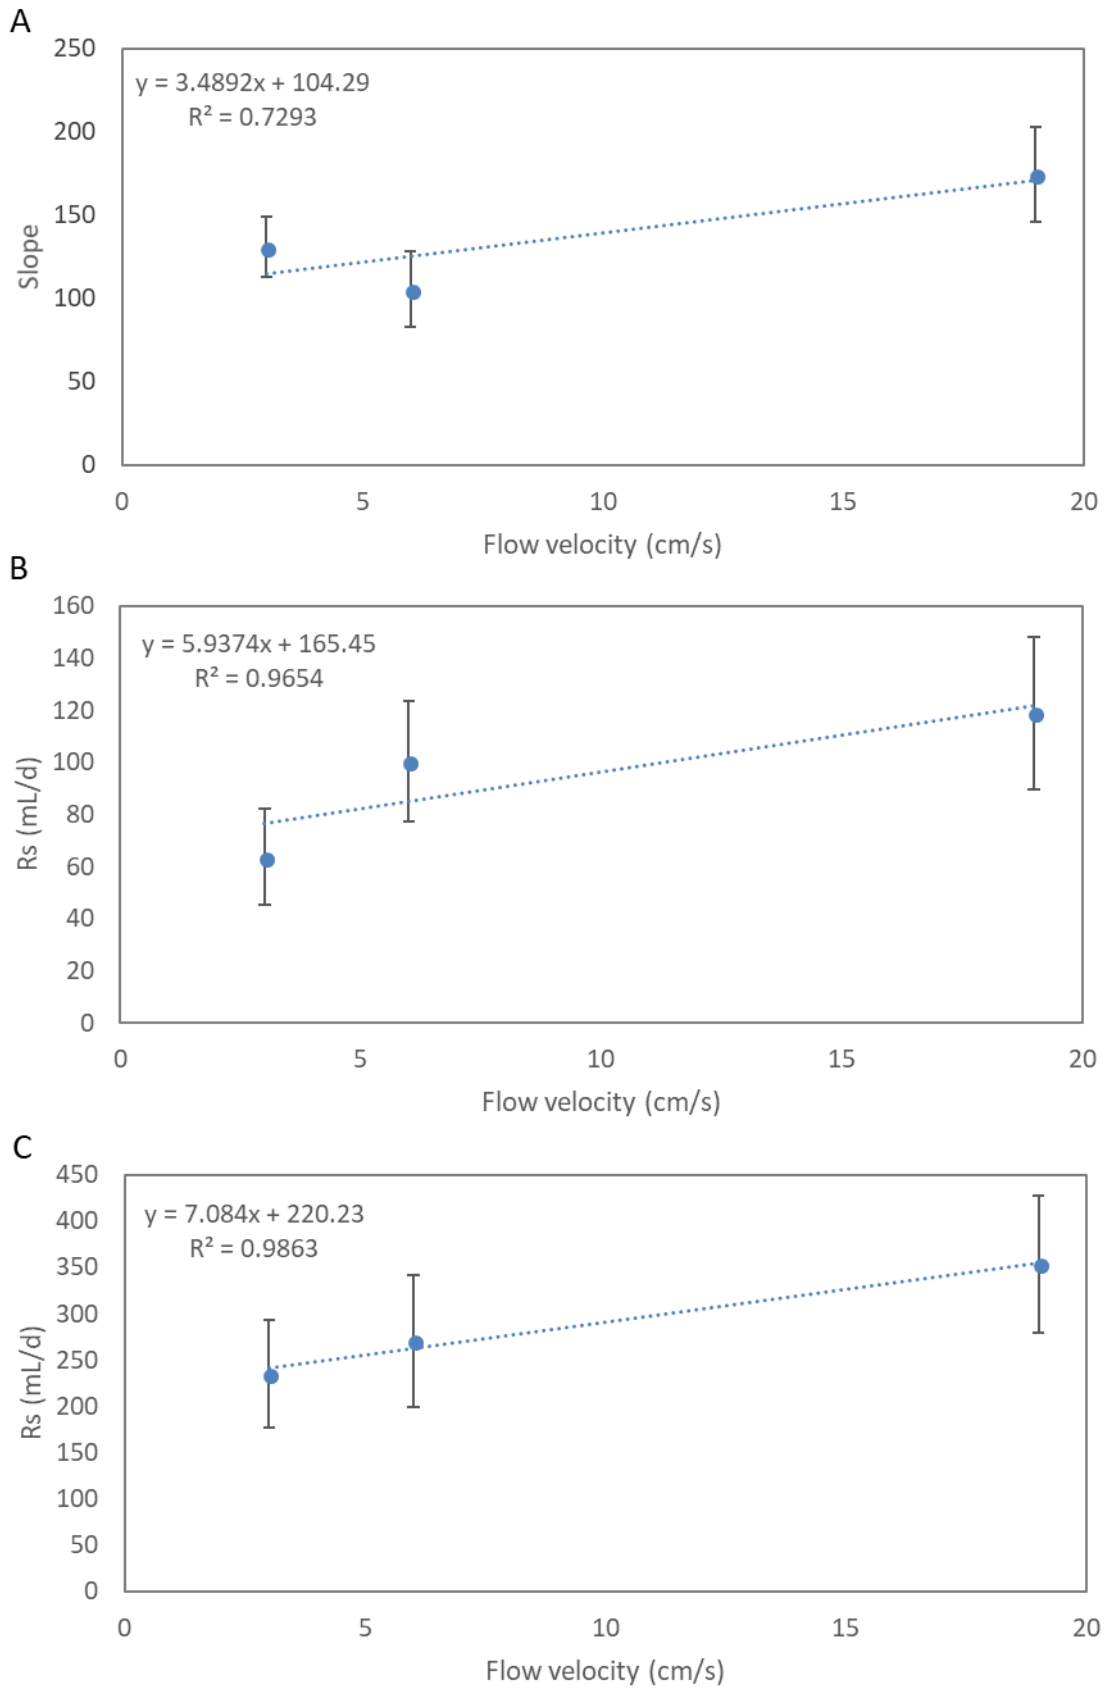 A
250
y = 3.4892x + 104.29
R² = 0.7293
200
150
Slope
100
50
0
0 5 10 15 20
Flow velocity (cm/s)
B
160
y = 5.9374x + 165.45
140
R² = 0.9654
120
100
Rs (mL/d)
80
60
40
20
0
0 5 10 15 20
Flow velocity (cm/s)
C
450
y = 7.084x + 220.23
400
R² = 0.9863
350
300
Rs (mL/d)
250
200
150
100
50
0
0 5 10 15 20
Flow velocity (cm/s)